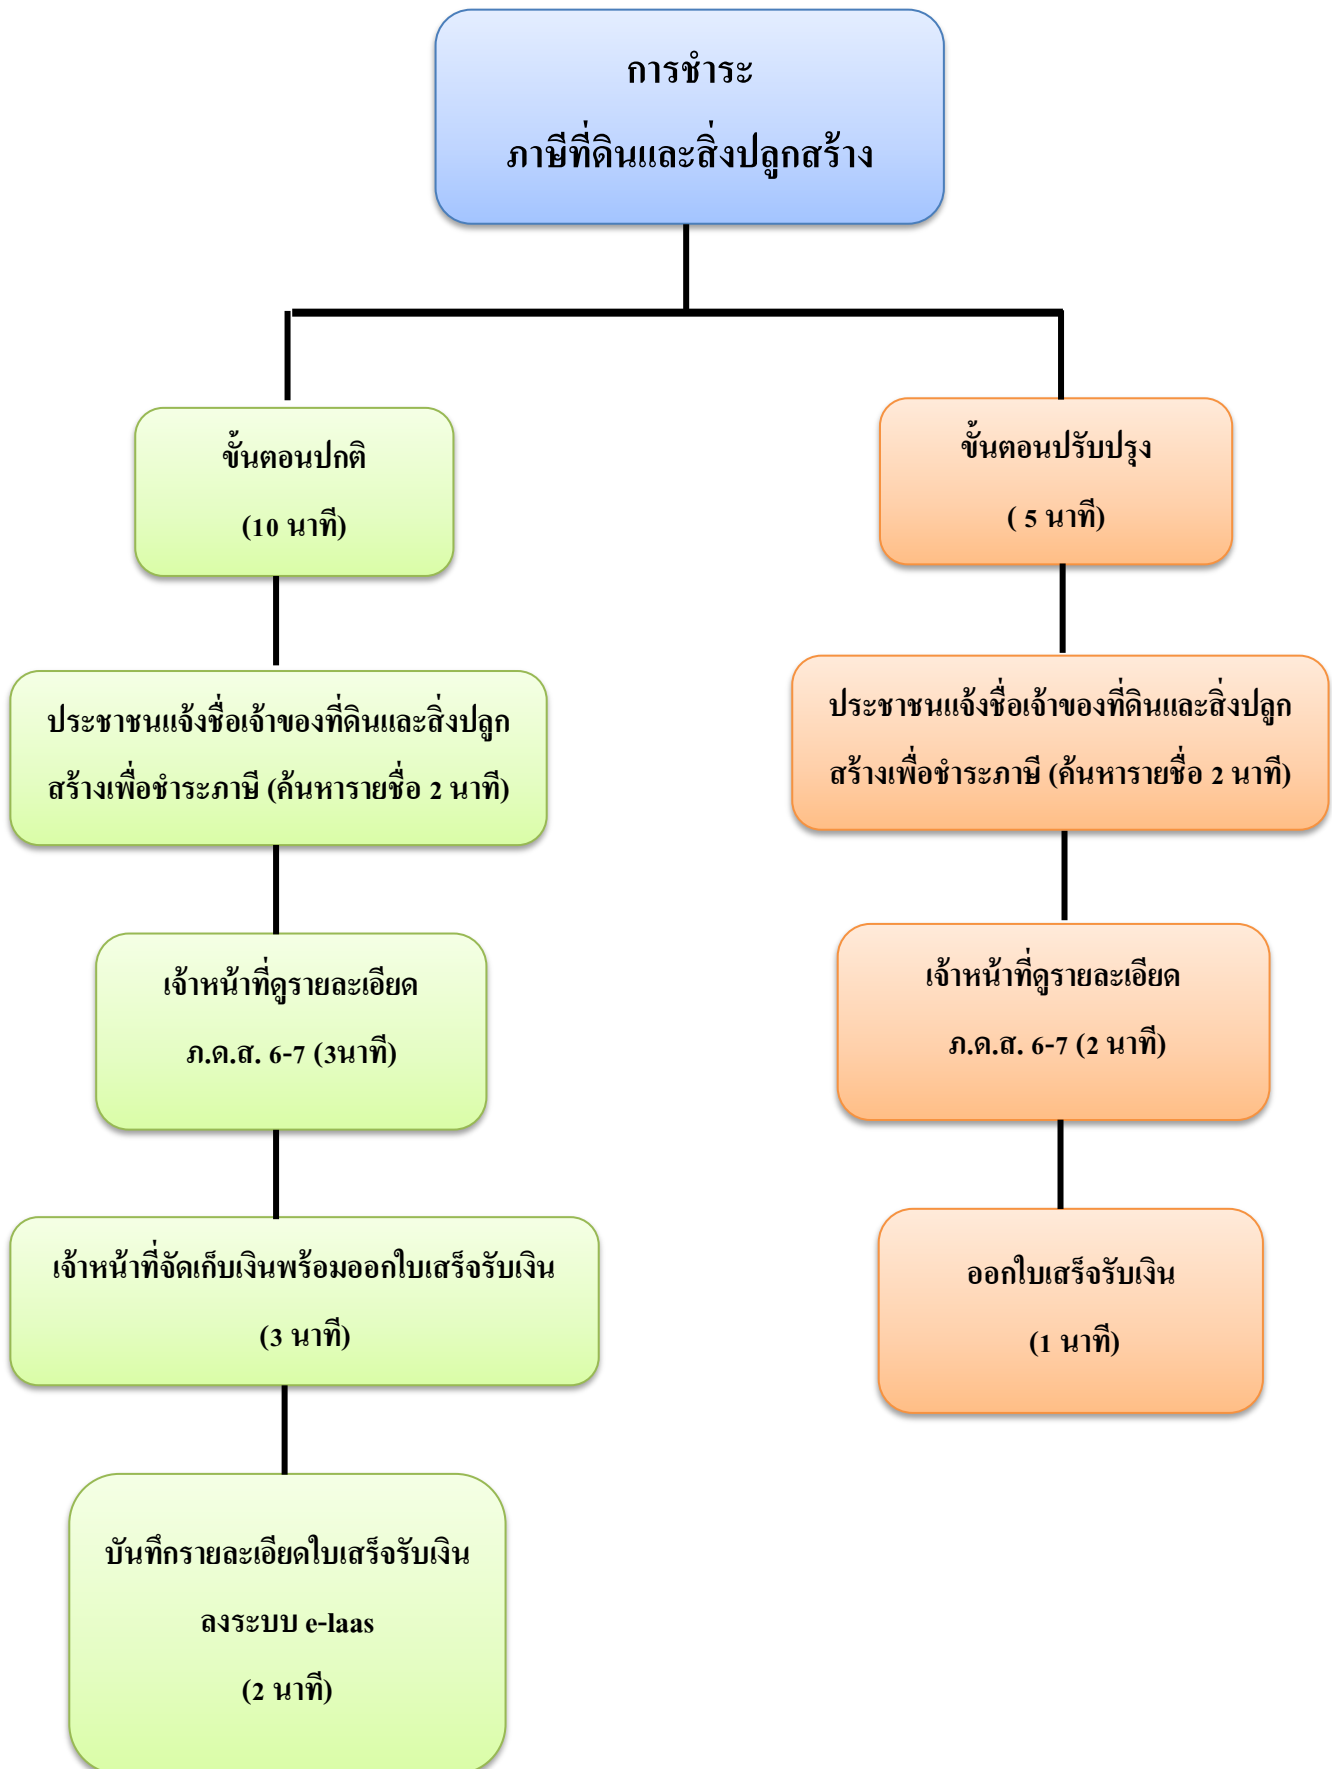 การชำระ
ภาษีที่ดินและสิ่งปลูกสร้าง
ขั้นตอนปกติ
(10 นาที)
ประชาชนแจ้งชื่อเจ้าของที่ดินและสิ่งปลูก
สร้างเพื่อชำระภาษี (ค้นหารายชื่อ 2 นาที)
เจ้าหน้าที่ดูรายละเอียด
ภ.ด.ส. 6-7 (3นาที)
เจ้าหน้าที่จัดเก็บเงินพร้อมออกใบเสร็จรับเงิน
(3 นาที)
บันทึกรายละเอียดใบเสร็จรับเงิน
ลงระบบ e-laas
(2 นาที)
ขั้นตอนปรับปรุง
( 5 นาที)
ประชาชนแจ้งชื่อเจ้าของที่ดินและสิ่งปลูก
สร้างเพื่อชำระภาษี (ค้นหารายชื่อ 2 นาที)
เจ้าหน้าที่ดูรายละเอียด
ภ.ด.ส. 6-7 (2 นาที)
ออกใบเสร็จรับเงิน
(1 นาที)